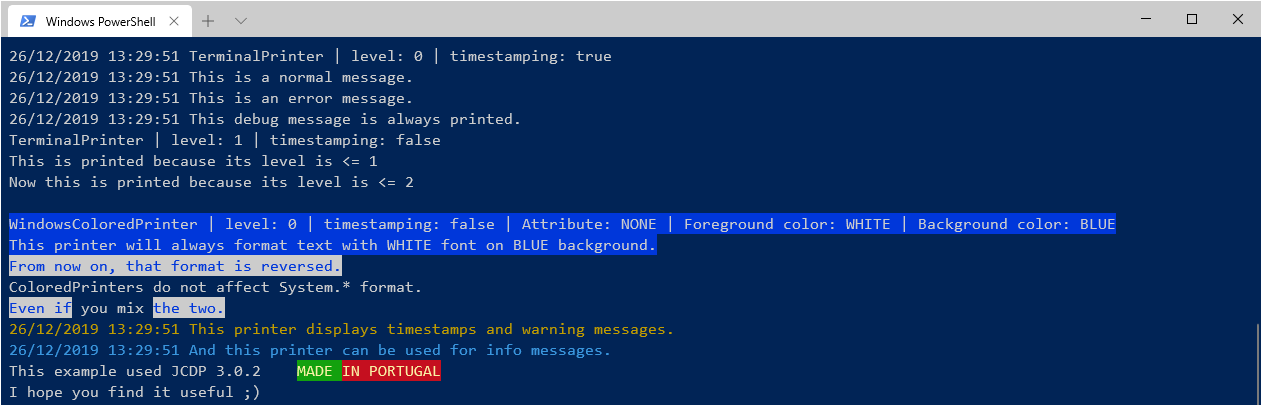 Windows PowerShell
26/12/2019 13:29:51 TerminalPrinter | level: 0 | timestamping: true
26/12/2019 13:29:51 This is a normal message.
26/12/2019 13:29:51 This is an error message.
26/12/2019 13:29:51 This debug message is always printed.
TerminalPrinter | level: 1 | timestamping: false
This is printed because its level is <= 1
Now this is printed because its level is <= 2
WindowsColoredPrinter | level: 0 | timestamping: false | Attribute: NONE | Foreground color: WHITE | Background color: BLUE
This printer will always format text with WHITE font on BLUE background.
From now on, that format is reversed.
ColoredPrinters do not affect System.* format.
Even if you mix the two.
26/12/2019 13:29:51 This printer displays timestamps and warning messages.
26/12/2019 13:29:51 And this printer can be used for info messages.
This example used JCDP 3.0.2    MADE IN PORTUGAL
I hope you find it useful ;)